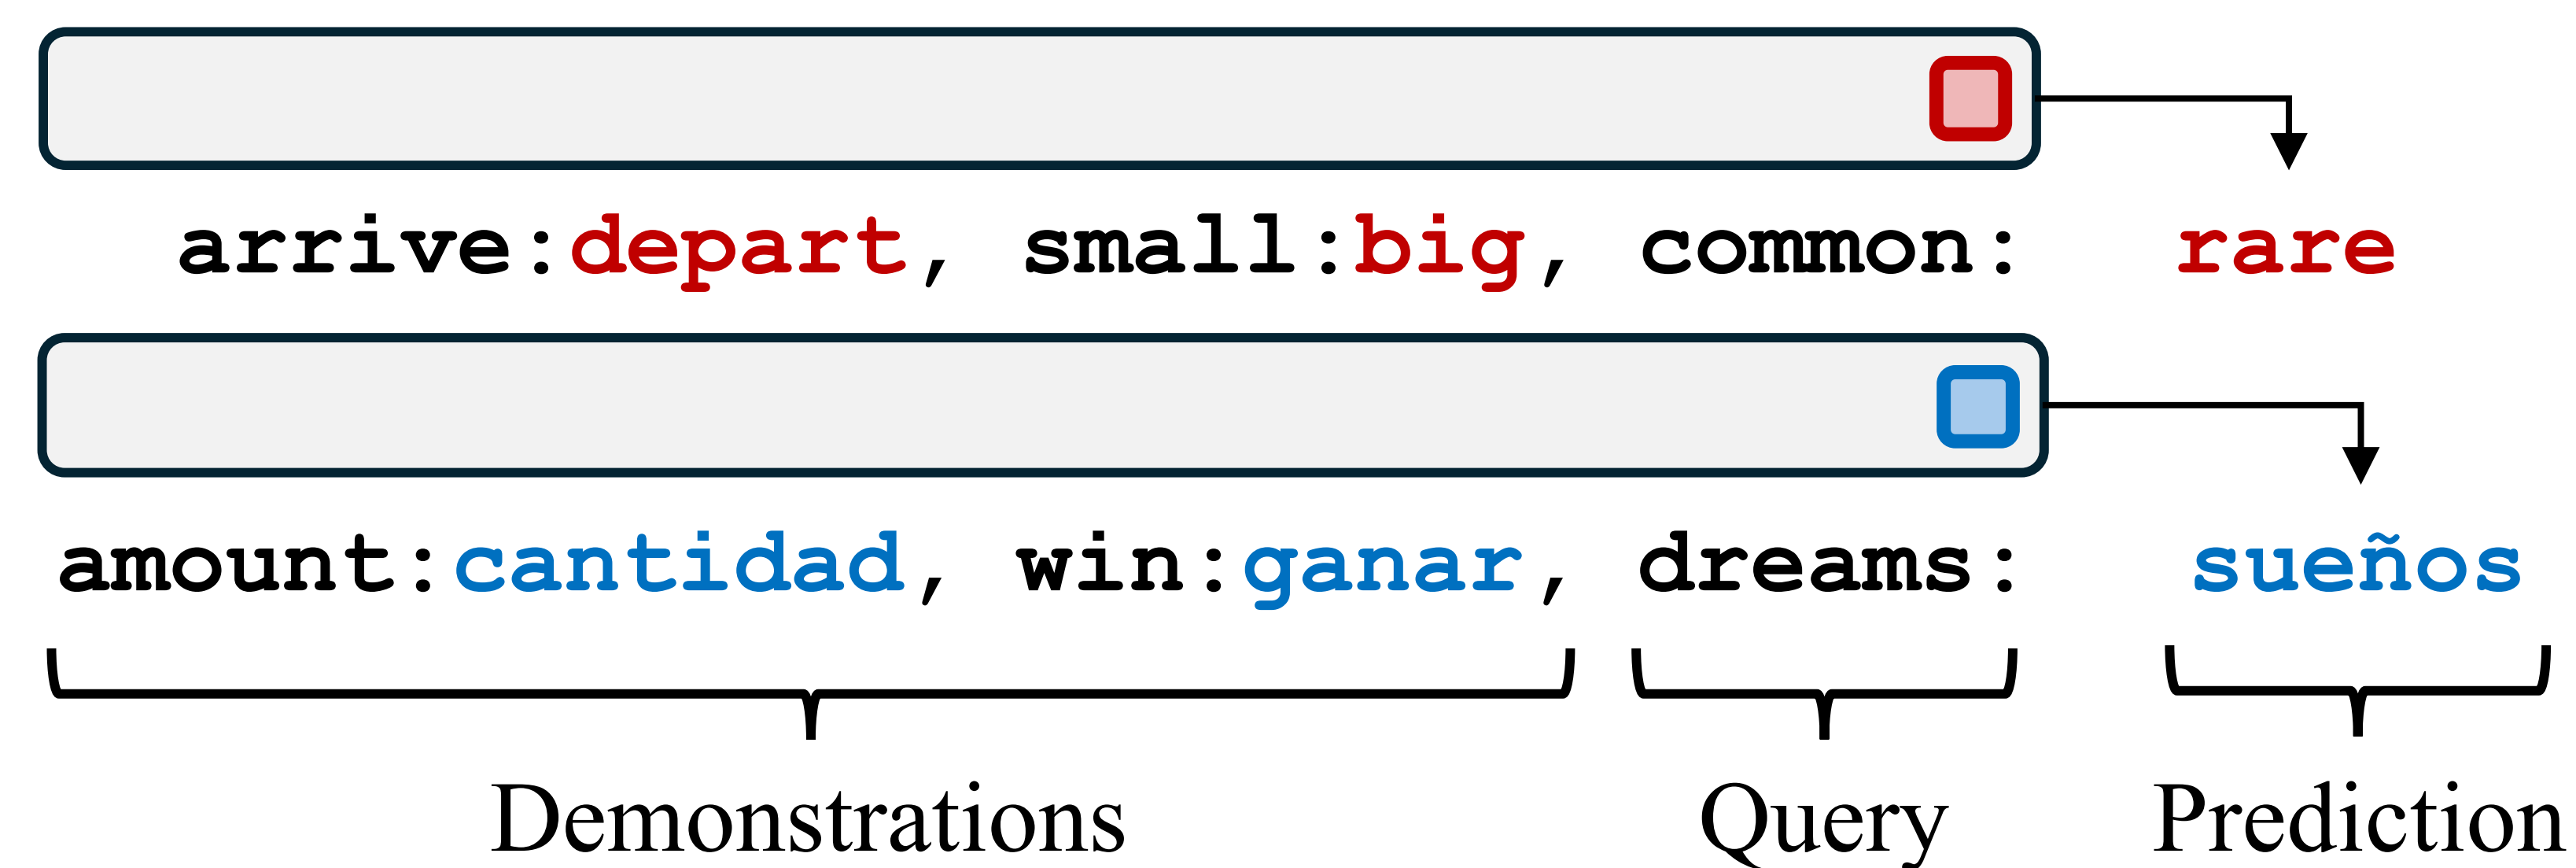 arrive:depart, small:big, common: rare
amount:cantidad, win:ganar, dreams: sueños
Demonstrations Query Prediction